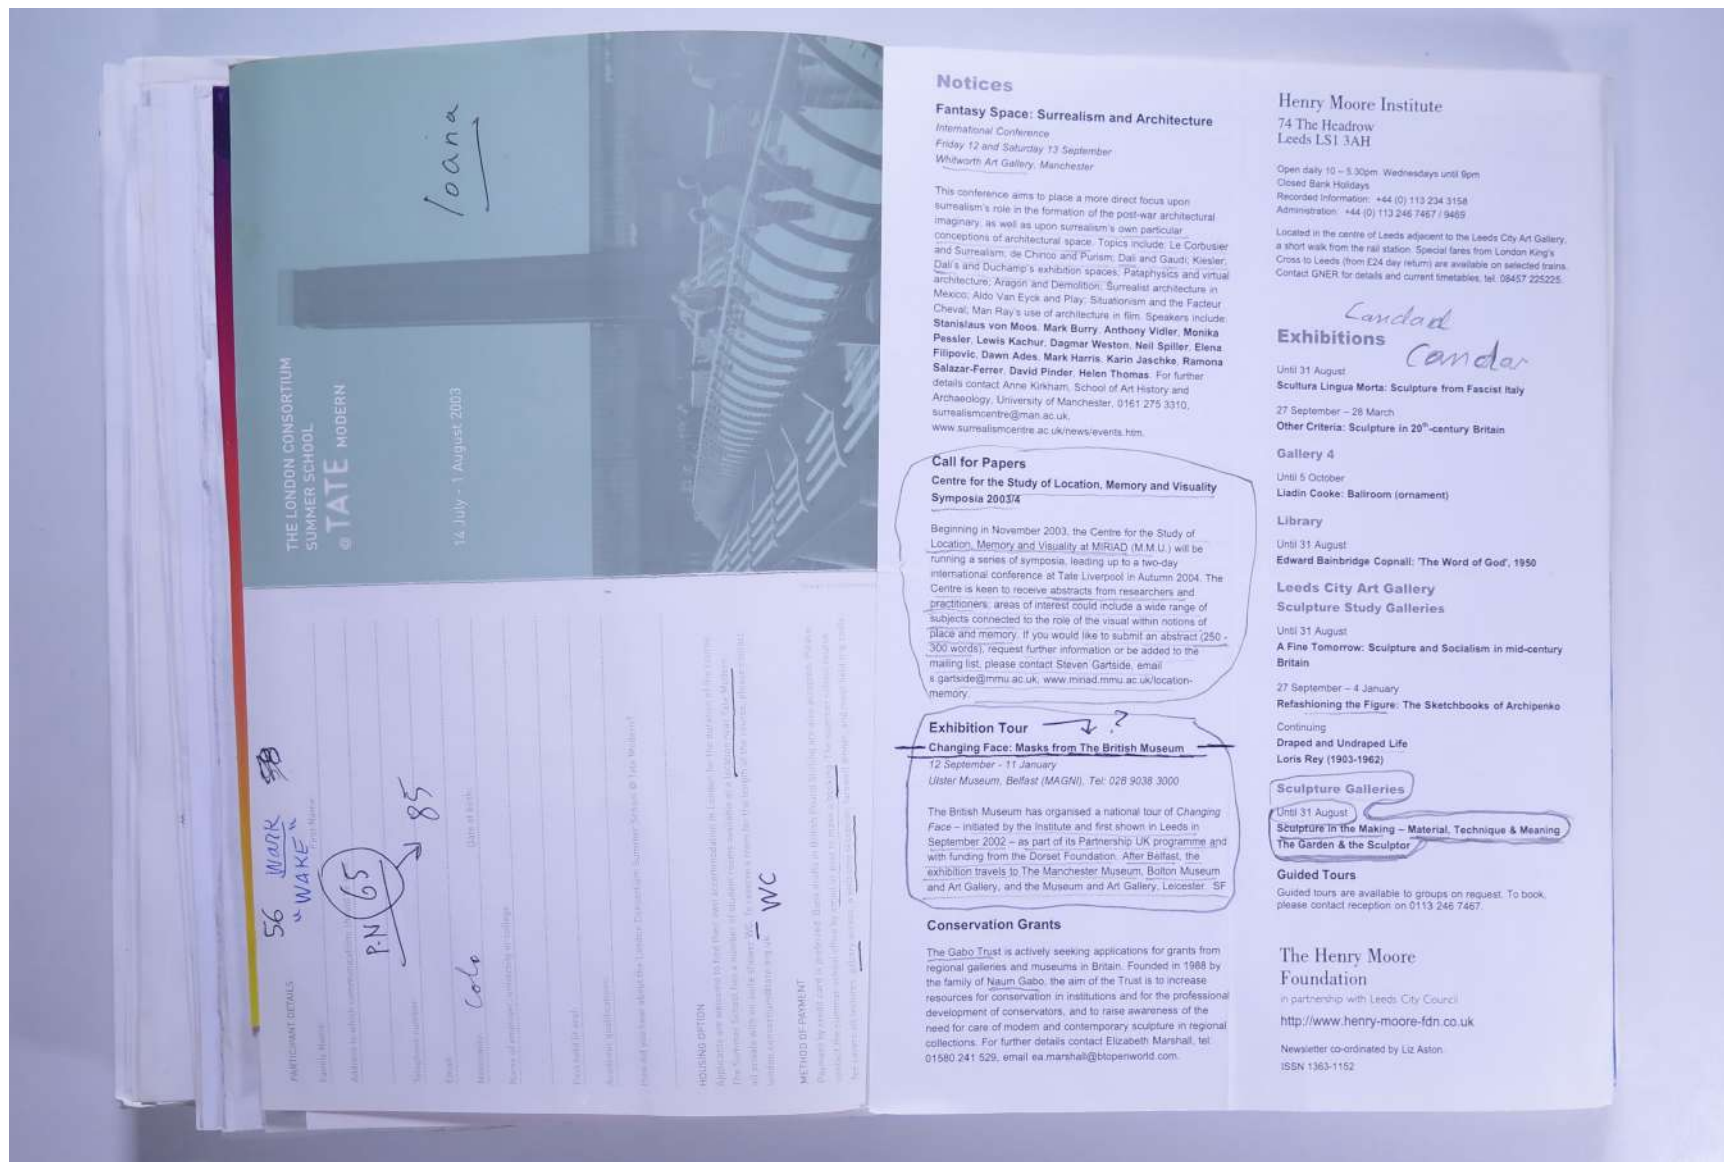 Ioana
THE LONDON CONSORTIUM
SUMMER SCHOOL
@ TATE MODERN
14 July - 1 August 2003
56 WARK
"WAKE"
P.N 65
85
Colo
WC
PARTICIPANT DETAILS
HOUSING OPTION
METHOD OF PAYMENT
Notices
Fantasy Space: Surrealism and Architecture
International Conference
Friday 12 and Saturday 13 September
Whitworth Art Gallery, Manchester
This conference aims to place a more direct focus upon
surrealism's role in the formation of the post-war architectural
imaginary, as well as upon surrealism's own particular
conceptions of architectural space. Topics include: Le Corbusier
and Surrealism; de Chirico and Purism; Dali and Gaudi; Kiesler;
Dali's and Duchamp's exhibition spaces; Pataphysics and virtual
architecture; Aragon and Demolition; Surrealist architecture in
Mexico; Aldo Van Eyck and Play; Situationism and the Facteur
Cheval; Man Ray's use of architecture in film. Speakers include:
Stanislaus von Moos, Mark Burry, Anthony Vidler, Monika
Pessler, Lewis Kachur, Dagmar Weston, Neil Spiller, Elena
Filipovic, Dawn Ades, Mark Harris, Karin Jaschke, Ramona
Salazar-Ferrer, David Pinder, Helen Thomas. For further
details contact Anne Kirkham, School of Art History and
Archaeology, University of Manchester, 0161 275 3310,
surrealismcentre@man.ac.uk,
www.surrealismcentre.ac.uk/news/events.htm.
Call for Papers
Centre for the Study of Location, Memory and Visuality
Symposia 2003/4
Beginning in November 2003, the Centre for the Study of
Location, Memory and Visuality at MIRIAD (M.M.U.) will be
running a series of symposia, leading up to a two-day
international conference at Tate Liverpool in Autumn 2004. The
Centre is keen to receive abstracts from researchers and
practitioners; areas of interest could include a wide range of
subjects connected to the role of the visual within notions of
place and memory. If you would like to submit an abstract (250 -
300 words), request further information or be added to the
mailing list, please contact Steven Gartside, email
s.gartside@mmu.ac.uk, www.miriad.mmu.ac.uk/location-
memory.
Exhibition Tour ?
Changing Face: Masks from The British Museum
12 September - 11 January
Ulster Museum, Belfast (MAGNI), Tel: 028 9038 3000
The British Museum has organised a national tour of Changing
Face – initiated by the Institute and first shown in Leeds in
September 2002 – as part of its Partnership UK programme and
with funding from the Dorset Foundation. After Belfast, the
exhibition travels to The Manchester Museum, Bolton Museum
and Art Gallery, and the Museum and Art Gallery, Leicester. SF
Conservation Grants
The Gabo Trust is actively seeking applications for grants from
regional galleries and museums in Britain. Founded in 1988 by
the family of Naum Gabo, the aim of the Trust is to increase
resources for conservation in institutions and for the professional
development of conservators, and to raise awareness of the
need for care of modern and contemporary sculpture in regional
collections. For further details contact Elizabeth Marshall, tel:
01580 241 529, email ea.marshall@btopenworld.com.
Henry Moore Institute
74 The Headrow
Leeds LS1 3AH
Open daily 10 – 5.30pm Wednesdays until 9pm
Closed Bank Holidays
Recorded Information: +44 (0) 113 234 3158
Administration: +44 (0) 113 246 7467 / 9469
Located in the centre of Leeds adjacent to the Leeds City Art Gallery,
a short walk from the rail station. Special fares from London King's
Cross to Leeds (from £24 day return) are available on selected trains.
Contact GNER for details and current timetables, tel: 08457 225225.
Candad
Candor
Exhibitions
Until 31 August
Scultura Lingua Morta: Sculpture from Fascist Italy
27 September – 28 March
Other Criteria: Sculpture in 20th-century Britain
Gallery 4
Until 5 October
Liadin Cooke: Ballroom (ornament)
Library
Until 31 August
Edward Bainbridge Copnall: 'The Word of God', 1950
Leeds City Art Gallery
Sculpture Study Galleries
Until 31 August
A Fine Tomorrow: Sculpture and Socialism in mid-century
Britain
27 September – 4 January
Refashioning the Figure: The Sketchbooks of Archipenko
Continuing
Draped and Undraped Life
Loris Rey (1903-1962)
Sculpture Galleries
Until 31 August
Sculpture in the Making – Material, Technique & Meaning
The Garden & the Sculptor
Guided Tours
Guided tours are available to groups on request. To book,
please contact reception on 0113 246 7467.
The Henry Moore
Foundation
in partnership with Leeds City Council
http://www.henry-moore-fdn.co.uk
Newsletter co-ordinated by Liz Aston
ISSN 1363-1152